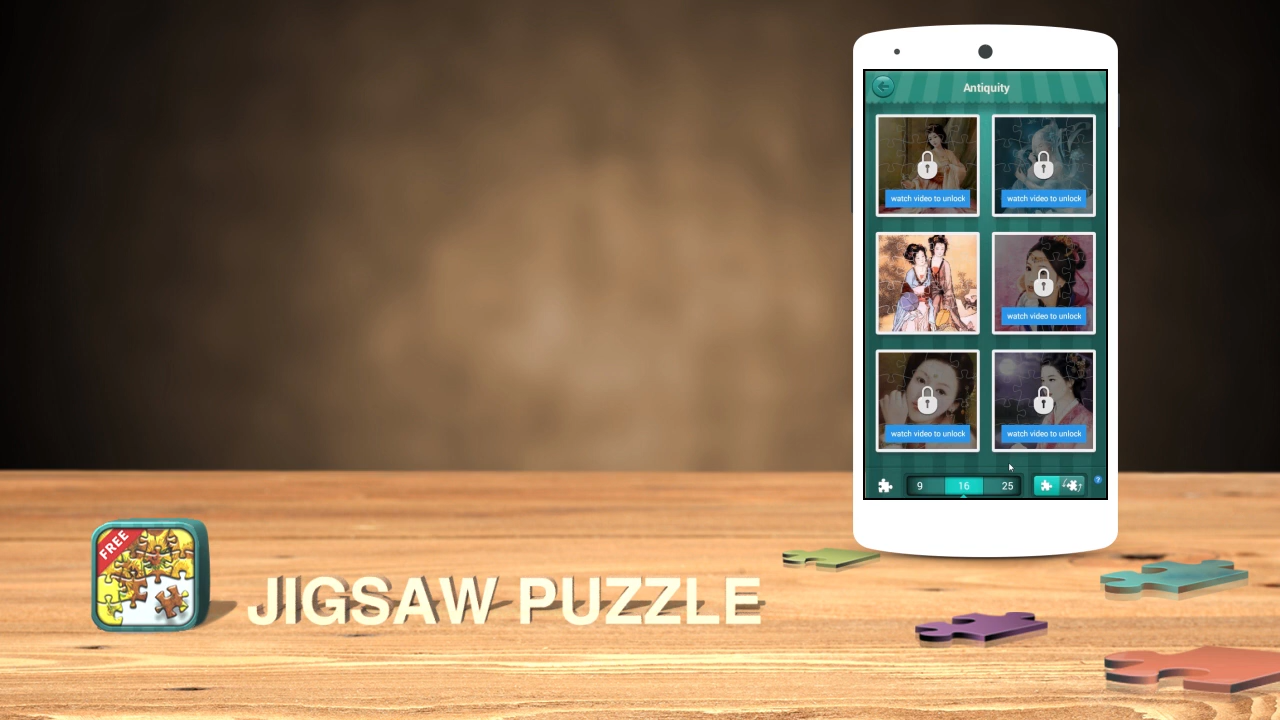 Antiquity
watch video to unlock
watch video to unlock
watch video to unlock
watch video to unlock
watch video to unlock
9 16 25
?
FREE
JIGSAW PUZZLE